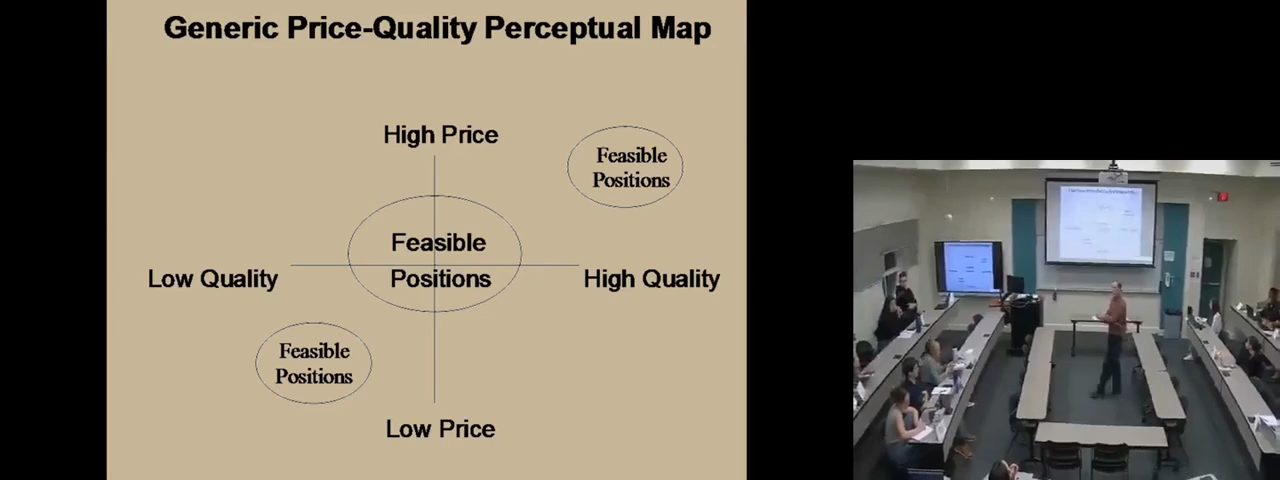 Generic Price-Quality Perceptual Map
High Price
Feasible
Positions
Feasible
Positions
Low Quality
High Quality
Feasible
Positions
Low Price